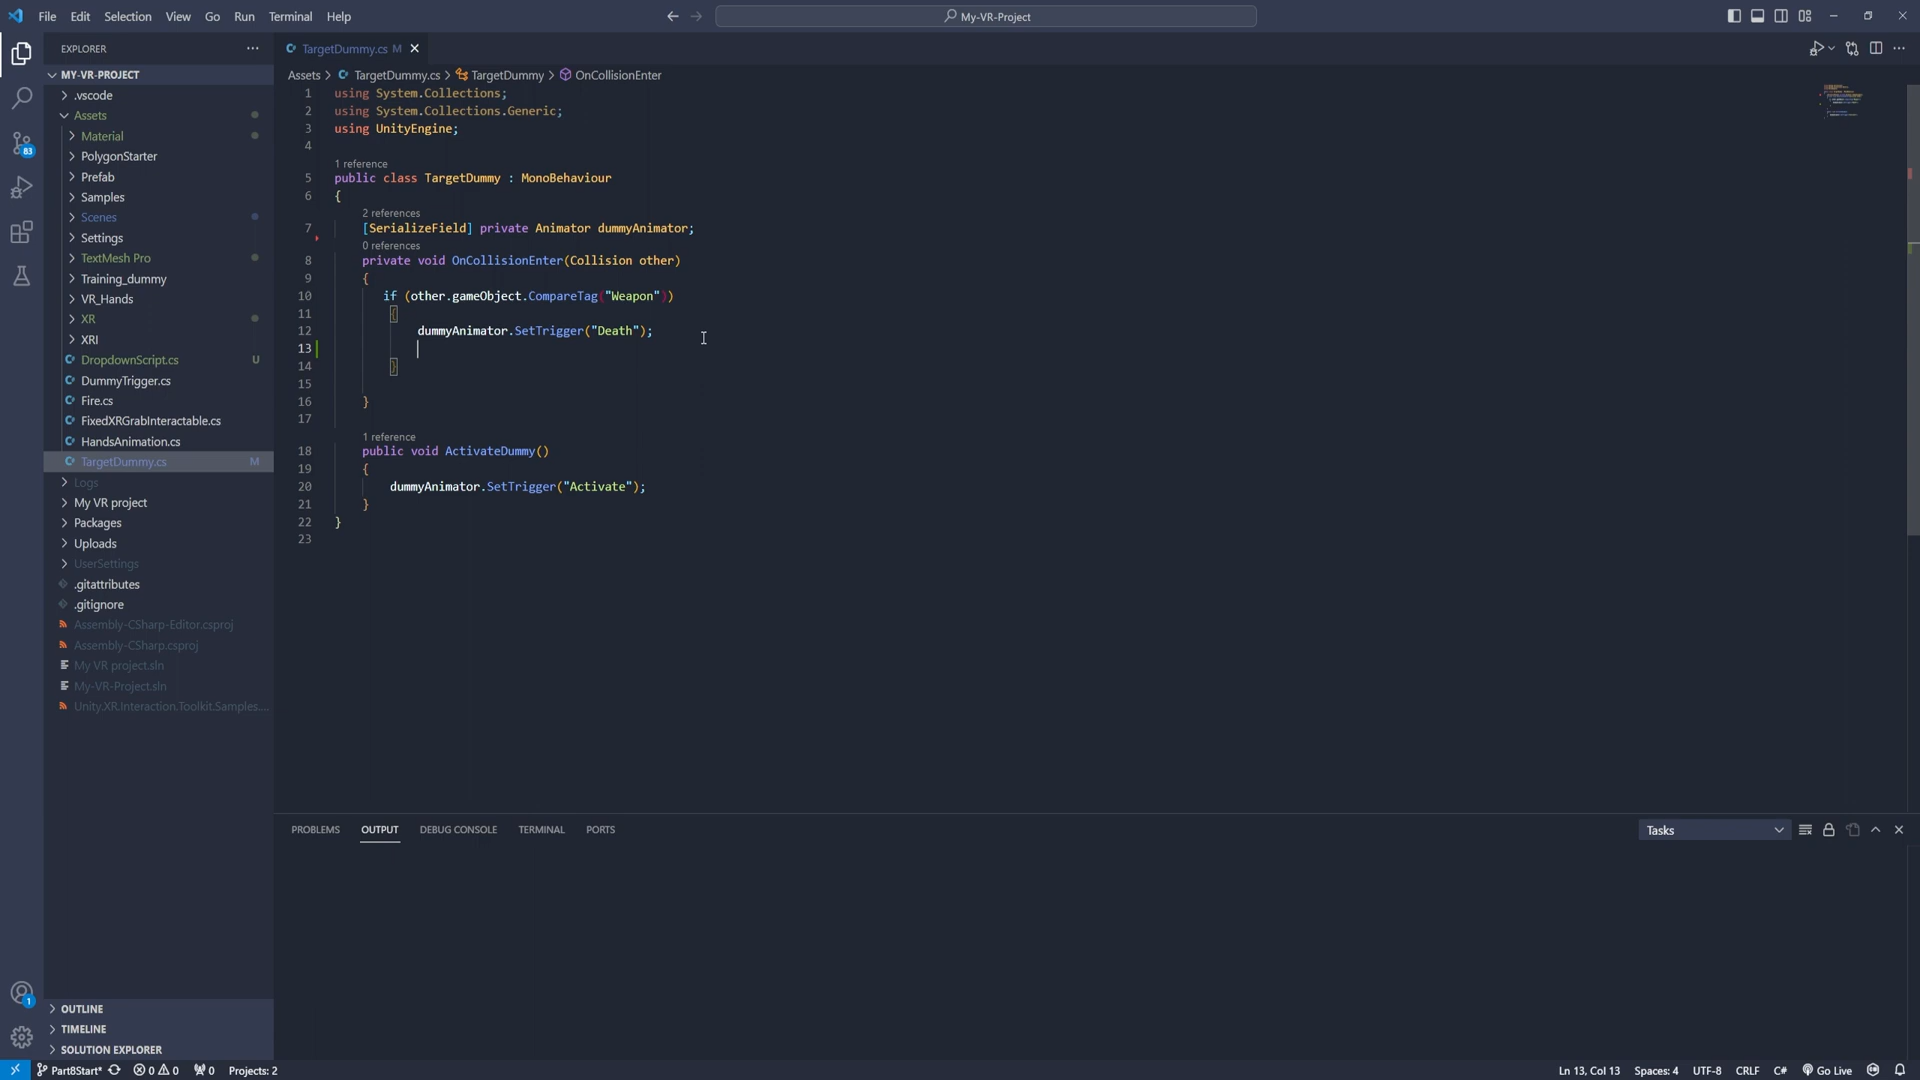 File Edit Selection View Go Run Terminal Help
My-VR-Project
EXPLORER
TargetDummy.cs M
MY-VR-PROJECT
Assets > TargetDummy.cs > TargetDummy > OnCollisionEnter
.vscode
Assets
Material
PolygonStarter
Prefab
Samples
Scenes
Settings
TextMesh Pro
Training_dummy
VR_Hands
XR
XRI
DropdownScript.cs U
DummyTrigger.cs
Fire.cs
FixedXRGrabInteractable.cs
HandsAnimation.cs
TargetDummy.cs M
Logs
My VR project
Packages
Uploads
UserSettings
.gitattributes
.gitignore
Assembly-CSharp-Editor.csproj
Assembly-CSharp.csproj
My VR project.sln
My-VR-Project.sln
Unity.XR.Interaction.Toolkit.Samples....
OUTLINE
TIMELINE
SOLUTION EXPLORER
83
1
1 using System.Collections;
2 using System.Collections.Generic;
3 using UnityEngine;
4
1 reference
5 public class TargetDummy : MonoBehaviour
6 {
2 references
7 [SerializeField] private Animator dummyAnimator;
0 references
8 private void OnCollisionEnter(Collision other)
9 {
10 if (other.gameObject.CompareTag("Weapon"))
11 {
12 dummyAnimator.SetTrigger("Death");
13
14 }
15
16 }
17
1 reference
18 public void ActivateDummy()
19 {
20 dummyAnimator.SetTrigger("Activate");
21 }
22 }
23
PROBLEMS OUTPUT DEBUG CONSOLE TERMINAL PORTS
Tasks
Part8Start* 0 0 0 Projects: 2
Ln 13, Col 13 Spaces: 4 UTF-8 CRLF C# Go Live